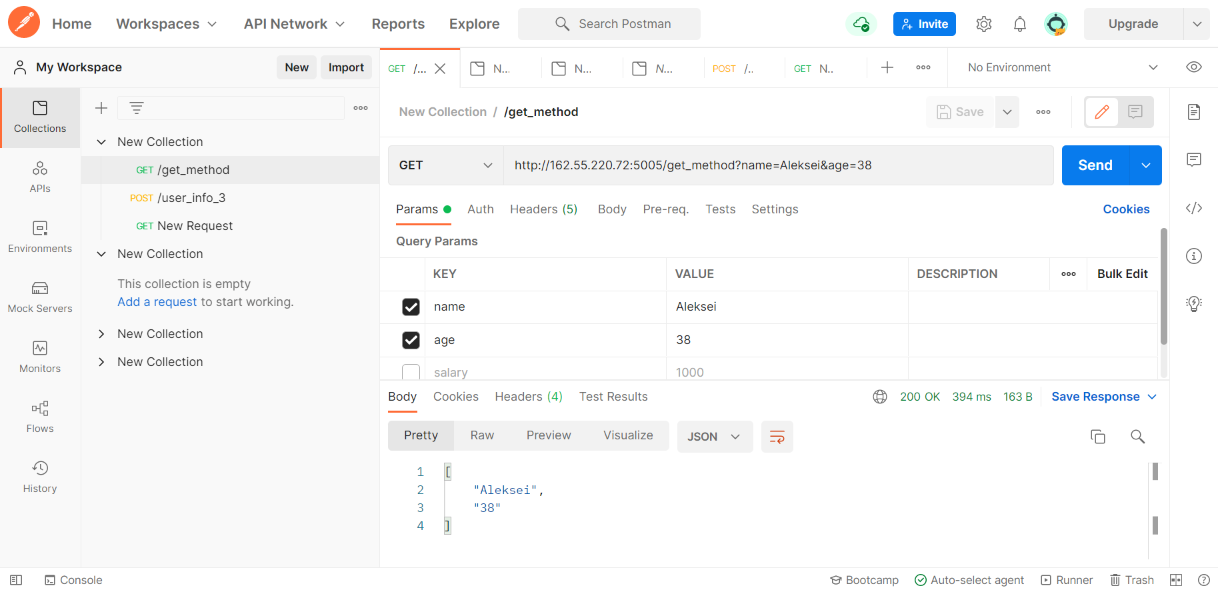 Home Workspaces API Network Reports Explore Search Postman Invite Upgrade
My Workspace New Import GET /... N... N... N... POST /.. GET N.. No Environment
Collections
APIs
Environments
Mock Servers
Monitors
Flows
History
New Collection
GET /get_method
POST /user_info_3
GET New Request
New Collection
This collection is empty
Add a request to start working.
New Collection
New Collection
New Collection / /get_method Save
GET http://162.55.220.72:5005/get_method?name=Aleksei&age=38 Send
Params Auth Headers (5) Body Pre-req. Tests Settings Cookies
Query Params
KEY VALUE DESCRIPTION Bulk Edit
name Aleksei
age 38
salary 1000
Body Cookies Headers (4) Test Results 200 OK 394 ms 163 B Save Response
Pretty Raw Preview Visualize JSON
1 [
2 "Aleksei",
3 "38"
4 ]
Console Bootcamp Auto-select agent Runner Trash